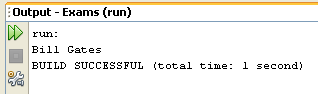 Output - Exams (run)
run:
Bill Gates
BUILD SUCCESSFUL (total time: 1 second)